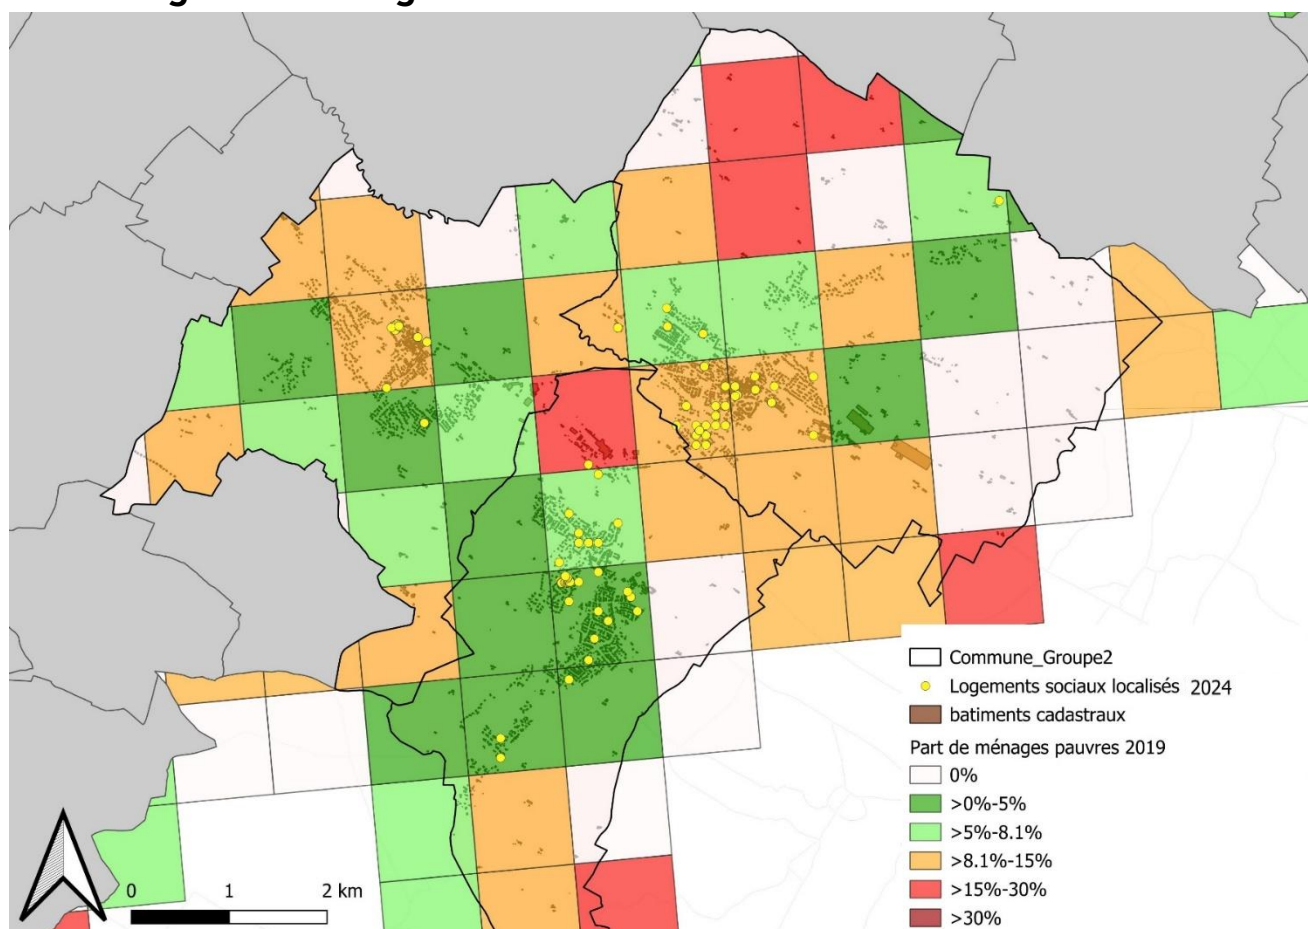 Commune_Groupe2
Logements sociaux localisés 2024
batiments cadastraux
Part de ménages pauvres 2019
0%
>0%-5%
>5%-8.1%
>8.1%-15%
>15%-30%
>30%
0 1 2 km